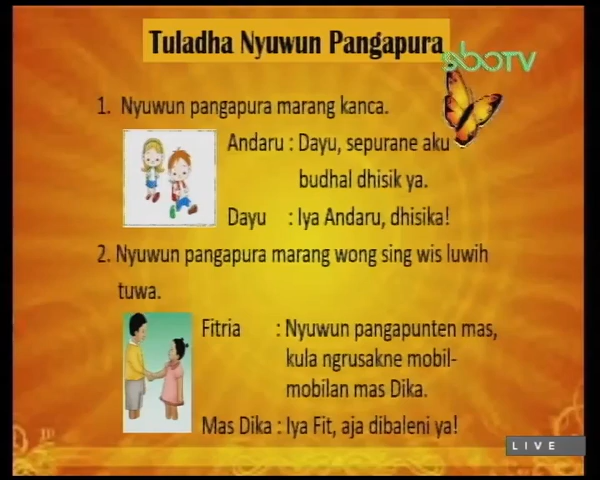 Tuladha Nyuwun Pangapura
sboTV
1. Nyuwun pangapura marang kanca.
Andaru : Dayu, sepurane aku
budhal dhisik ya.
Dayu : Iya Andaru, dhisika!
2. Nyuwun pangapura marang wong sing wis luwih
tuwa.
Fitria : Nyuwun pangapunten mas,
kula ngrusakne mobil-
mobilan mas Dika.
Mas Dika : Iya Fit, aja dibaleni ya!
LIVE